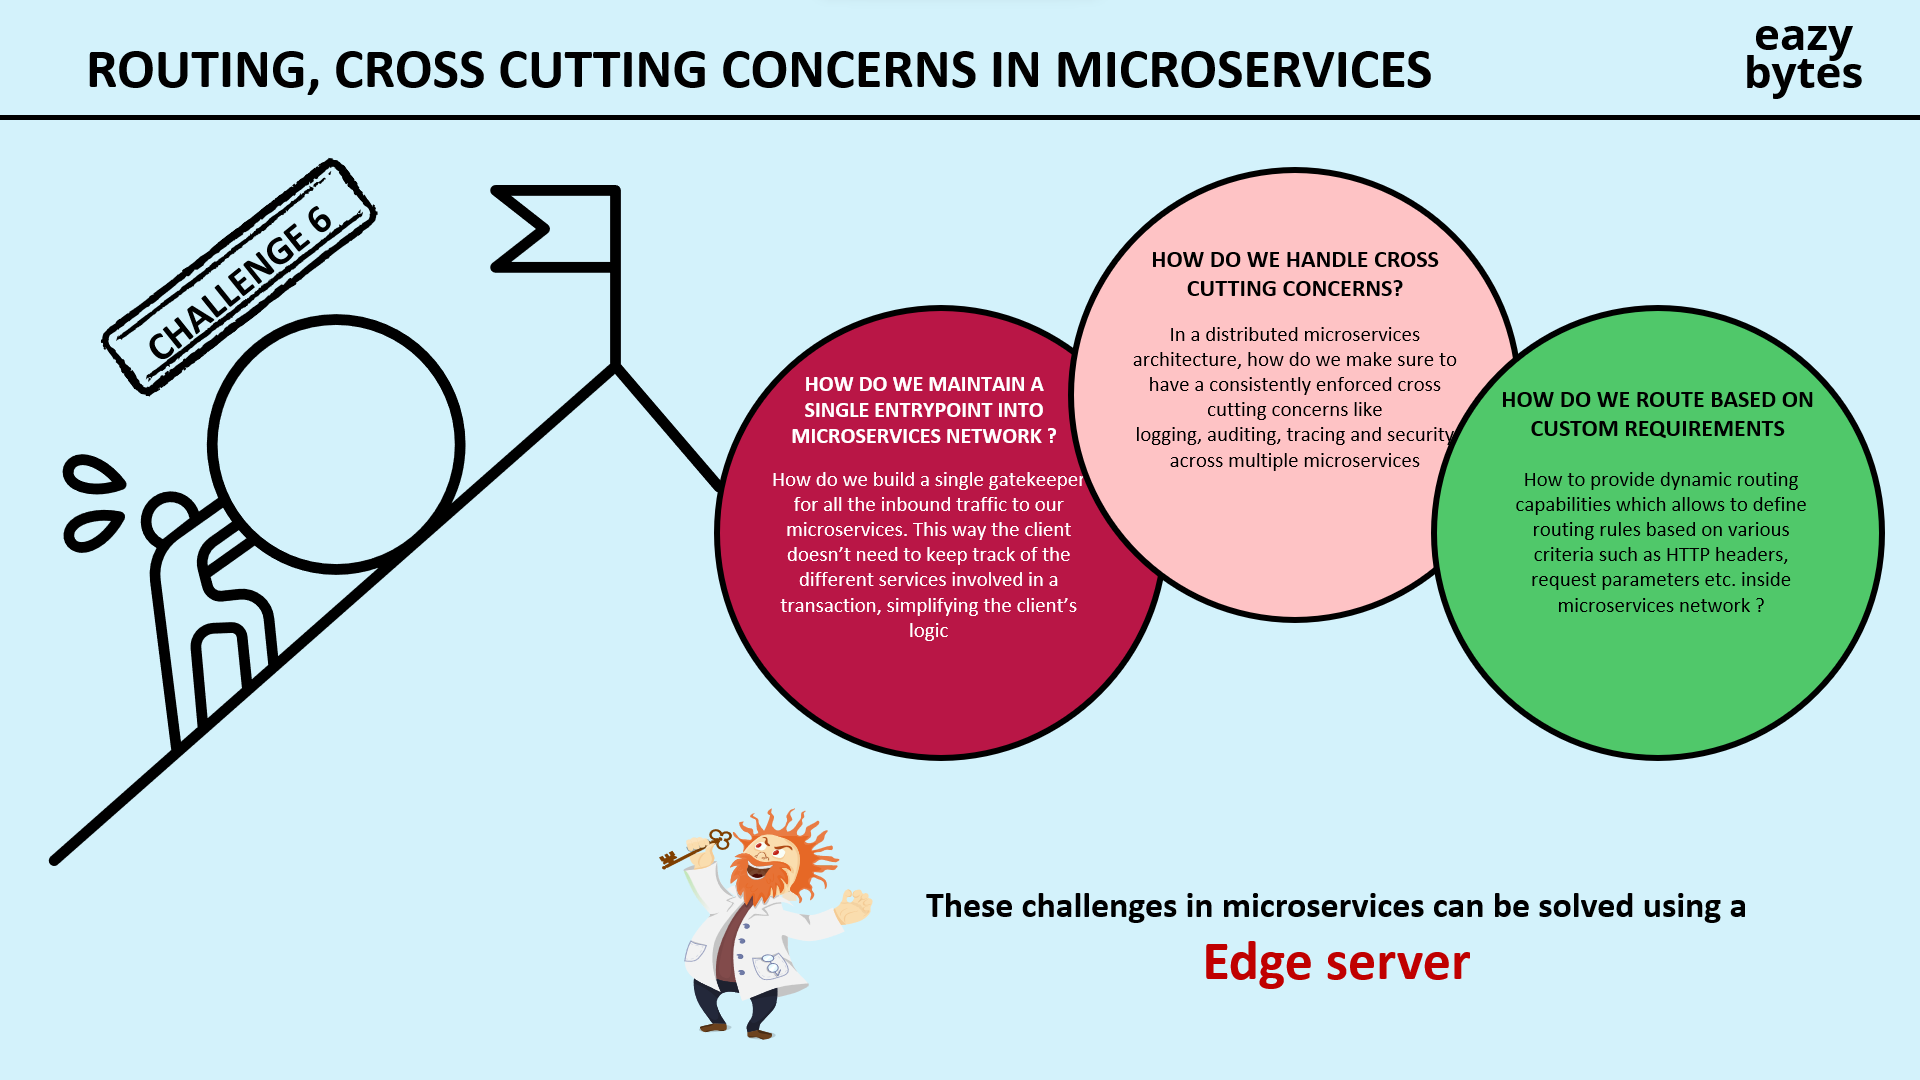 ROUTING, CROSS CUTTING CONCERNS IN MICROSERVICES
eazy
bytes
CHALLENGE 6
HOW DO WE MAINTAIN A
SINGLE ENTRYPOINT INTO
MICROSERVICES NETWORK ?
How do we build a single gatekeeper
for all the inbound traffic to our
microservices. This way the client
doesn’t need to keep track of the
different services involved in a
transaction, simplifying the client’s
logic
HOW DO WE HANDLE CROSS
CUTTING CONCERNS?
In a distributed microservices
architecture, how do we make sure to
have a consistently enforced cross
cutting concerns like
logging, auditing, tracing and security
across multiple microservices
HOW DO WE ROUTE BASED ON
CUSTOM REQUIREMENTS
How to provide dynamic routing
capabilities which allows to define
routing rules based on various
criteria such as HTTP headers,
request parameters etc. inside
microservices network ?
These challenges in microservices can be solved using a
Edge server